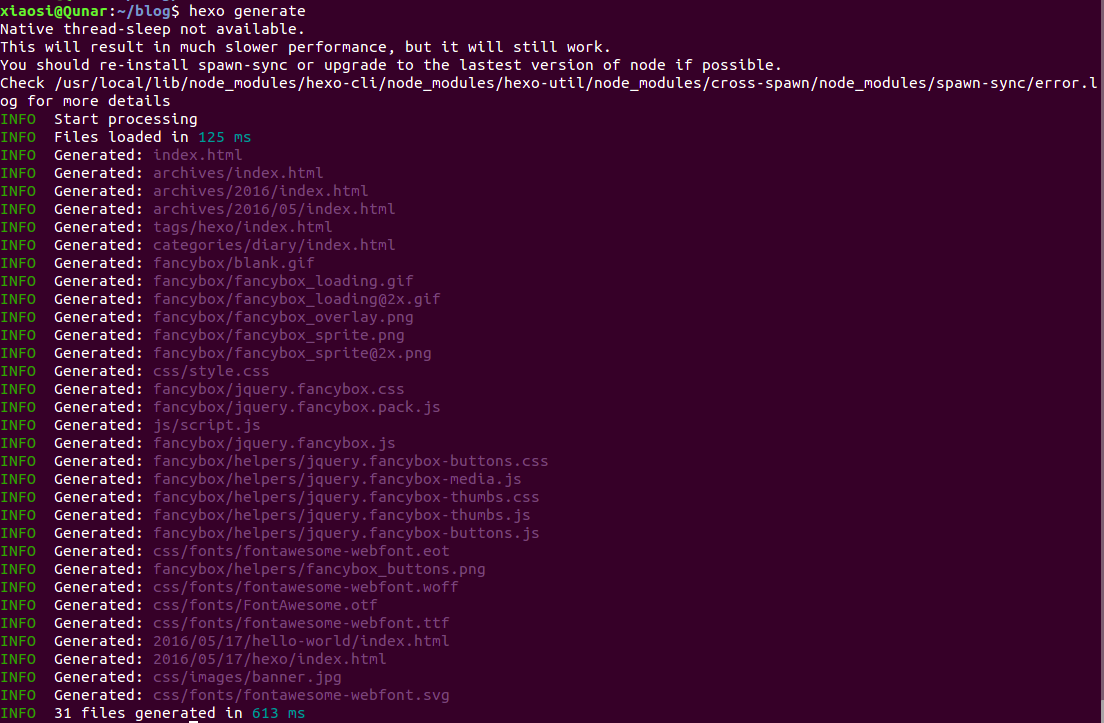 xiaosi@Qunar:~/blog$ hexo generate
Native thread-sleep not available.
This will result in much slower performance, but it will still work.
You should re-install spawn-sync or upgrade to the lastest version of node if possible.
Check /usr/local/lib/node_modules/hexo-cli/node_modules/hexo-util/node_modules/cross-spawn/node_modules/spawn-sync/error.l
og for more details
INFO  Start processing
INFO  Files loaded in 125 ms
INFO  Generated: index.html
INFO  Generated: archives/index.html
INFO  Generated: archives/2016/index.html
INFO  Generated: archives/2016/05/index.html
INFO  Generated: tags/hexo/index.html
INFO  Generated: categories/diary/index.html
INFO  Generated: fancybox/blank.gif
INFO  Generated: fancybox/fancybox_loading.gif
INFO  Generated: fancybox/fancybox_loading@2x.gif
INFO  Generated: fancybox/fancybox_overlay.png
INFO  Generated: fancybox/fancybox_sprite.png
INFO  Generated: fancybox/fancybox_sprite@2x.png
INFO  Generated: css/style.css
INFO  Generated: fancybox/jquery.fancybox.css
INFO  Generated: fancybox/jquery.fancybox.pack.js
INFO  Generated: js/script.js
INFO  Generated: fancybox/jquery.fancybox.js
INFO  Generated: fancybox/helpers/jquery.fancybox-buttons.css
INFO  Generated: fancybox/helpers/jquery.fancybox-media.js
INFO  Generated: fancybox/helpers/jquery.fancybox-thumbs.css
INFO  Generated: fancybox/helpers/jquery.fancybox-thumbs.js
INFO  Generated: fancybox/helpers/jquery.fancybox-buttons.js
INFO  Generated: css/fonts/fontawesome-webfont.eot
INFO  Generated: fancybox/helpers/fancybox_buttons.png
INFO  Generated: css/fonts/fontawesome-webfont.woff
INFO  Generated: css/fonts/FontAwesome.otf
INFO  Generated: css/fonts/fontawesome-webfont.ttf
INFO  Generated: 2016/05/17/hello-world/index.html
INFO  Generated: 2016/05/17/hexo/index.html
INFO  Generated: css/images/banner.jpg
INFO  Generated: css/fonts/fontawesome-webfont.svg
INFO  31 files generated in 613 ms